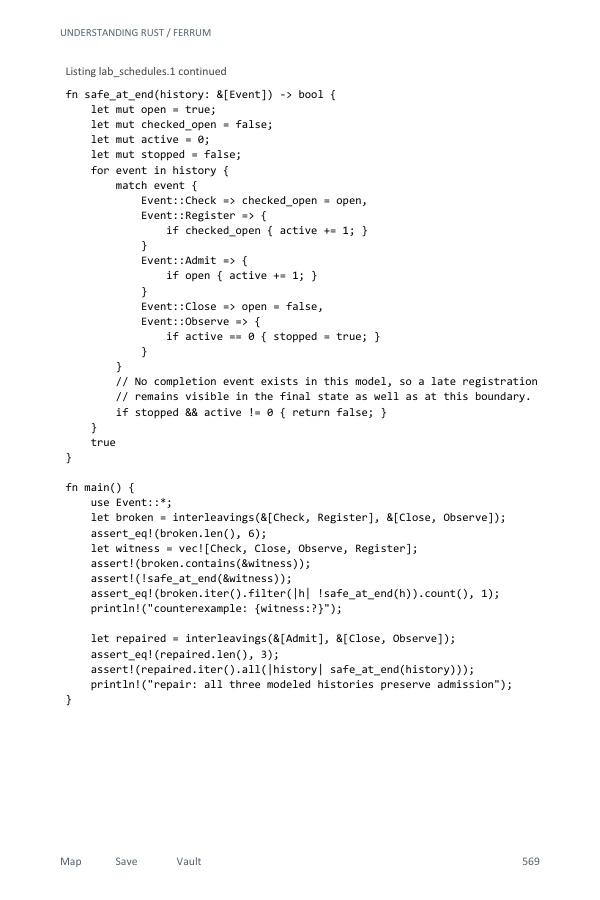 UNDERSTANDING RUST / FERRUM
Listing lab_schedules.1 continued
fn safe_at_end(history: &[Event]) -> bool {
    let mut open = true;
    let mut checked_open = false;
    let mut active = 0;
    let mut stopped = false;
    for event in history {
        match event {
            Event::Check => checked_open = open,
            Event::Register => {
                if checked_open { active += 1; }
            }
            Event::Admit => {
                if open { active += 1; }
            }
            Event::Close => open = false,
            Event::Observe => {
                if active == 0 { stopped = true; }
            }
        }
        // No completion event exists in this model, so a late registration
        // remains visible in the final state as well as at this boundary.
        if stopped && active != 0 { return false; }
    }
    true
}
fn main() {
    use Event::*;
    let broken = interleavings(&[Check, Register], &[Close, Observe]);
    assert_eq!(broken.len(), 6);
    let witness = vec![Check, Close, Observe, Register];
    assert!(broken.contains(&witness));
    assert!(!safe_at_end(&witness));
    assert_eq!(broken.iter().filter(|h| !safe_at_end(h)).count(), 1);
    println!("counterexample: {witness:?}");
    let repaired = interleavings(&[Admit], &[Close, Observe]);
    assert_eq!(repaired.len(), 3);
    assert!(repaired.iter().all(|history| safe_at_end(history)));
    println!("repair: all three modeled histories preserve admission");
}
Map Save Vault 569